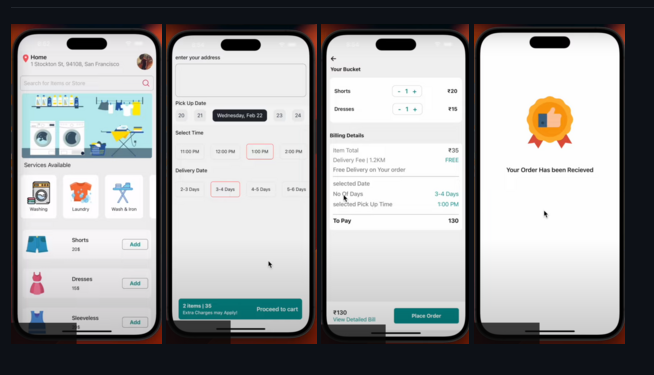 Home
1 Stockton St, 94108, San Francisco
Search for items or Store
Services Available
Washing
Laundry
Wash & Iron
Shorts
20$
Add
Dresses
15$
Add
Sleeveless
Add
enter your address
Pick Up Date
20 21 Wednesday, Feb 22 23 24
Select Time
11:00 PM 12:00 PM 1:00 PM 2:00 PM
Delivery Date
2-3 Days 3-4 Days 4-5 Days 5-6 Days
2 items | 35
Extra Charges may Apply!
Proceed to cart
Your Bucket
Shorts - 1 + ₹20
Dresses - 1 + ₹15
Billing Details
Item Total ₹35
Delivery Fee | 1.2KM FREE
Free Delivery on Your order
selected Date
No Of Days 3-4 Days
selected Pick Up Time 1:00 PM
To Pay 130
₹130
View Detailed Bill
Place Order
Your Order Has been Recieved